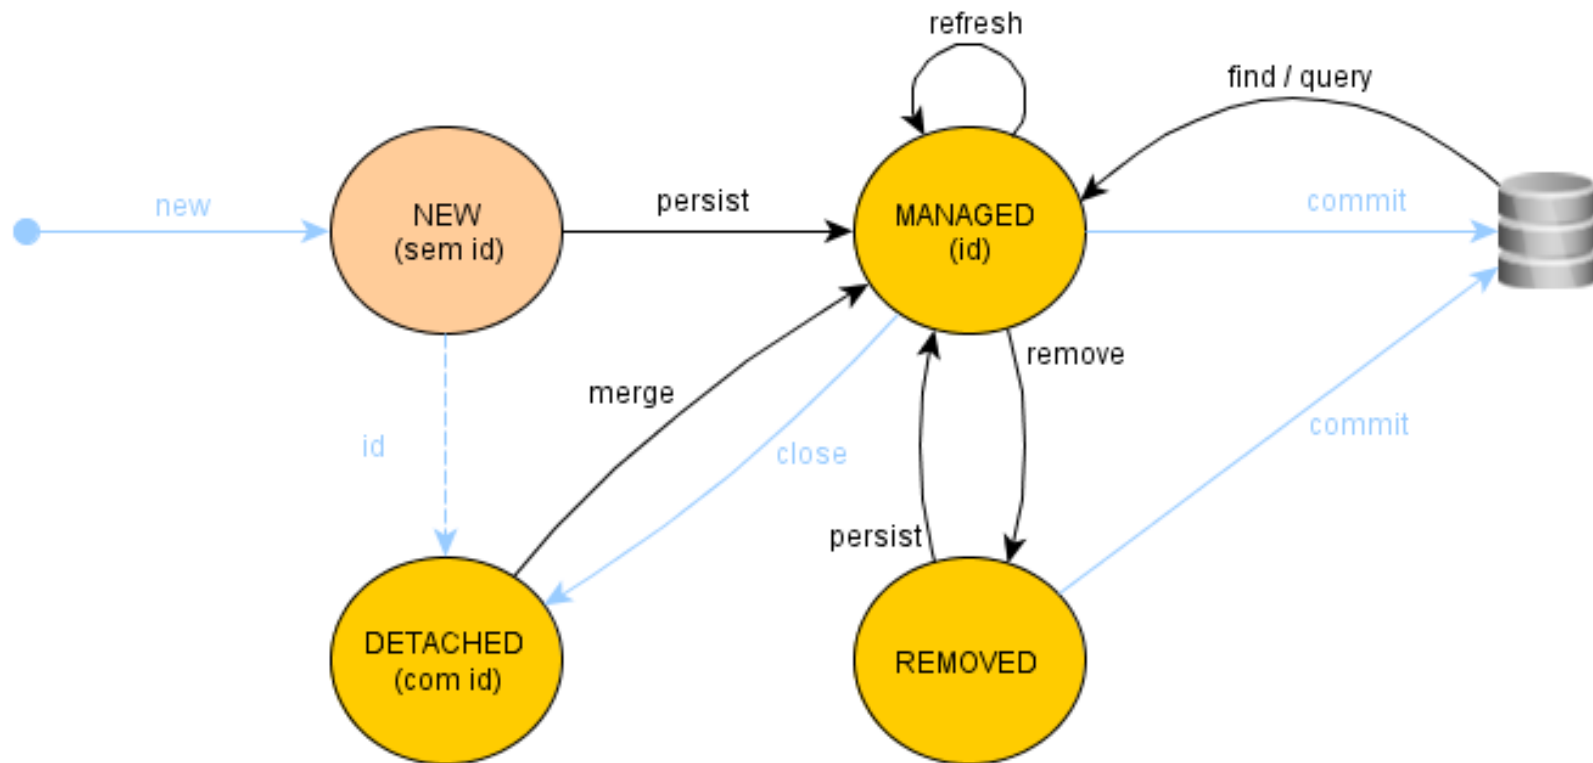 refresh
find / query
new
NEW
(sem id)
persist
MANAGED
(id)
commit
remove
merge
id
close
commit
persist
DETACHED
(com id)
REMOVED